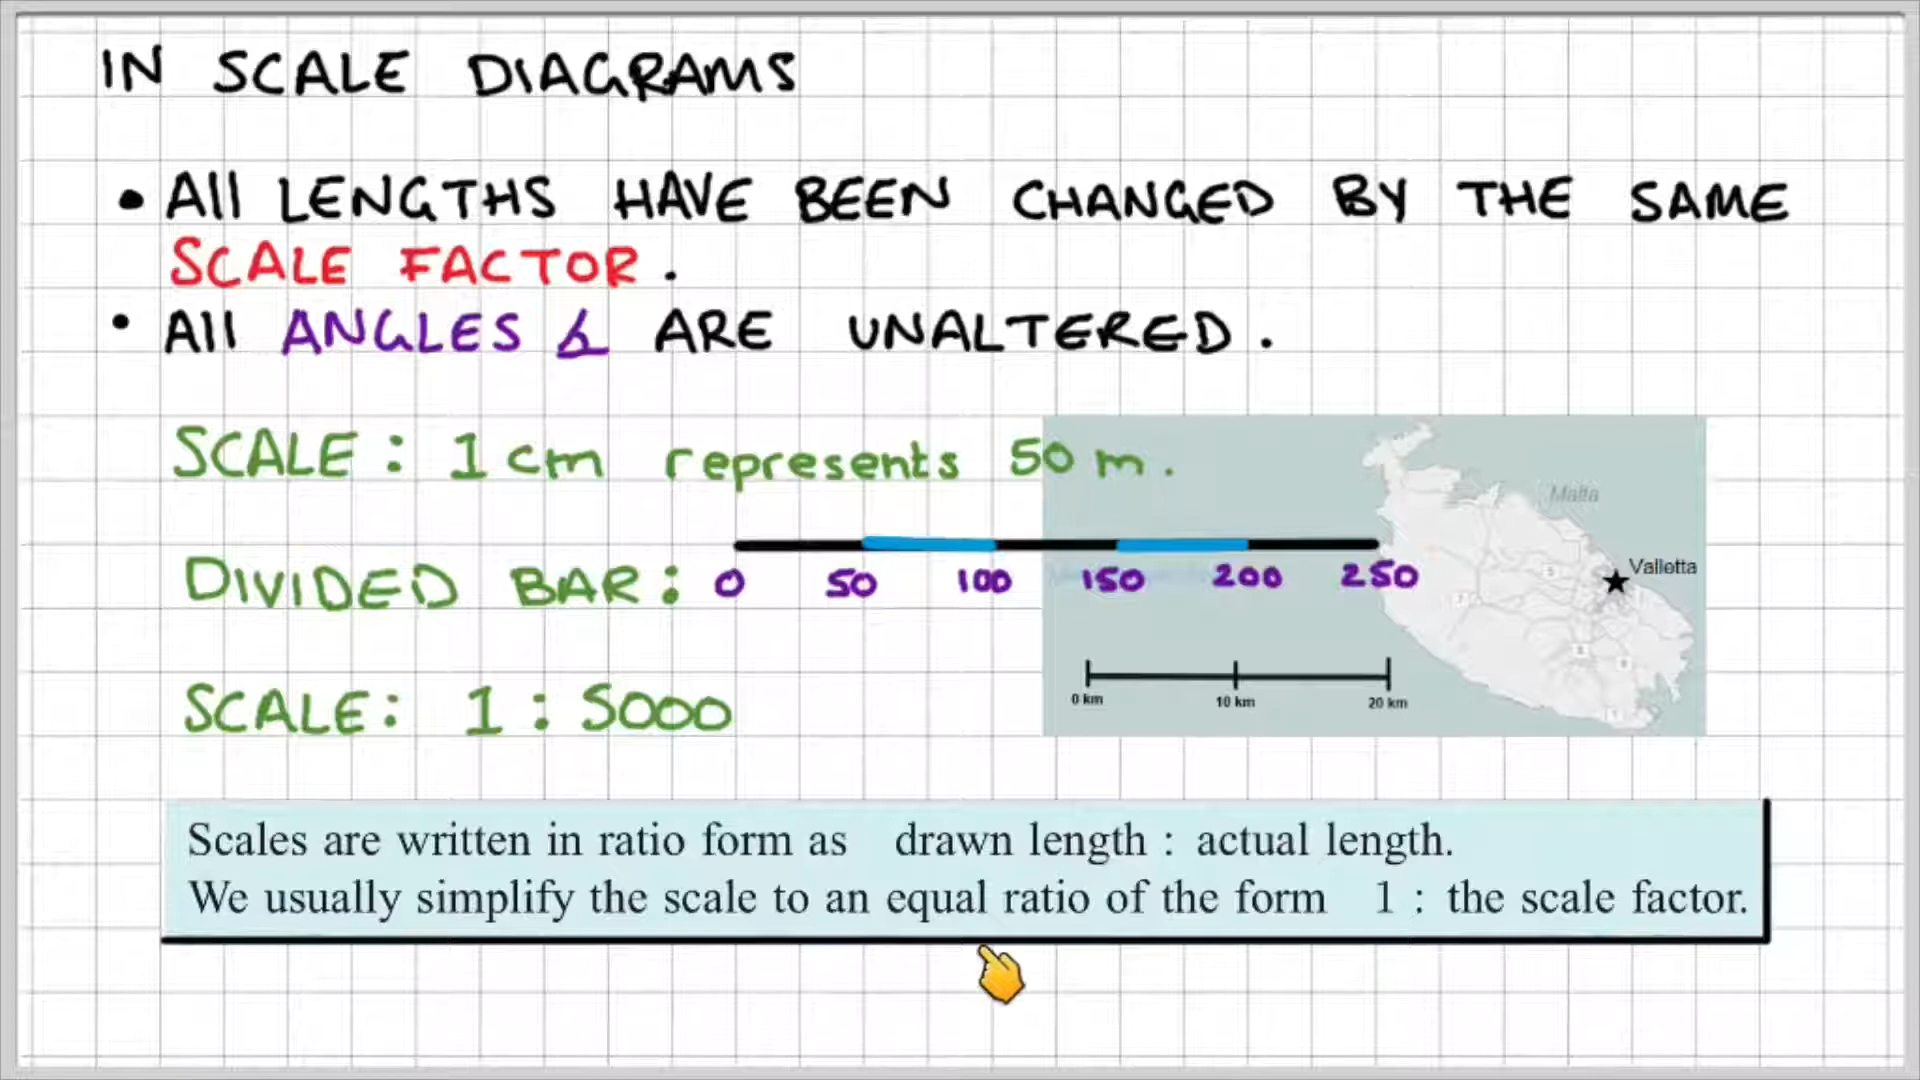 IN SCALE DIAGRAMS
• All LENGTHS HAVE BEEN CHANGED BY THE SAME
SCALE FACTOR.
• All ANGLES ARE UNALTERED.
SCALE: 1cm represents 50 m.
Malta
Valletta
DIVIDED BAR: 0 50 100 150 200 250
0 km 10 km 20 km
SCALE: 1 : 5000
Scales are written in ratio form as drawn length : actual length.
We usually simplify the scale to an equal ratio of the form 1 : the scale factor.